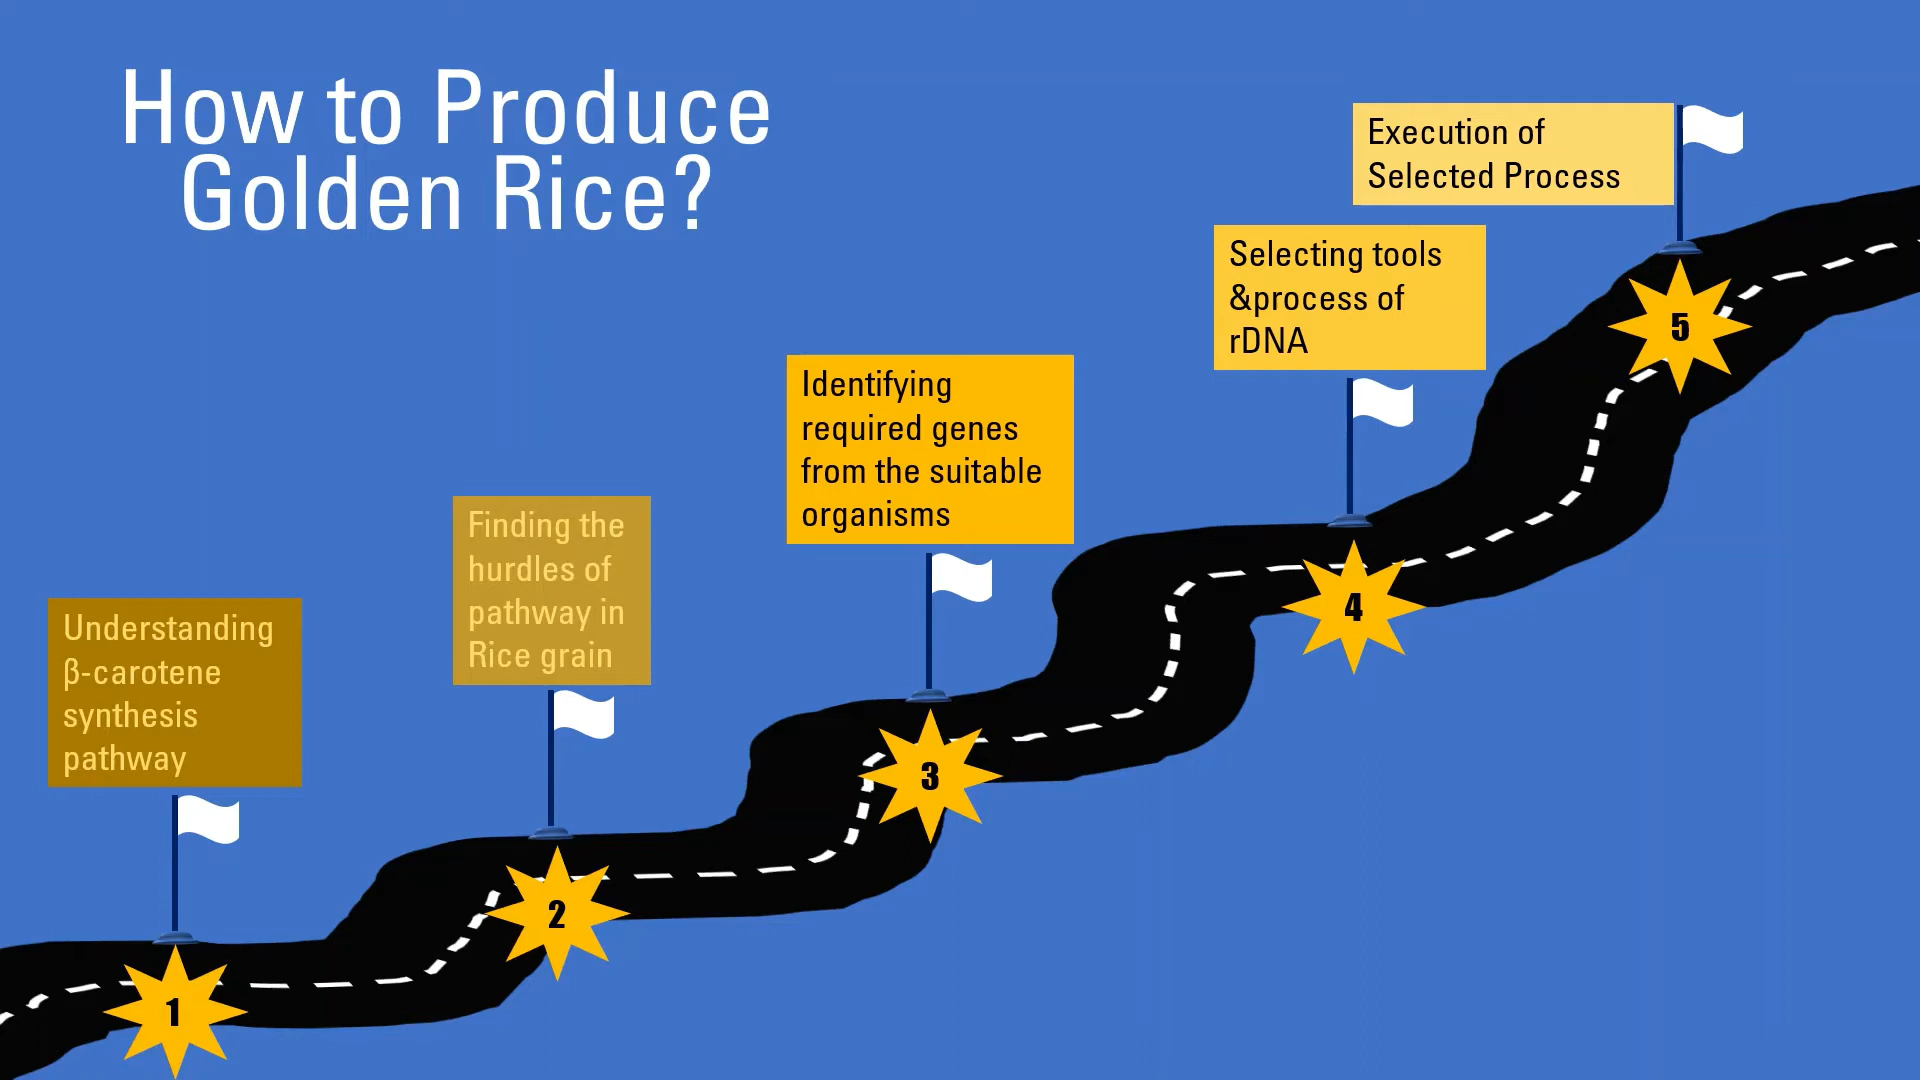 How to Produce
Golden Rice?
Understanding
β-carotene
synthesis
pathway
1
Finding the
hurdles of
pathway in
Rice grain
2
Identifying
required genes
from the suitable
organisms
3
Selecting tools
&process of
rDNA
4
Execution of
Selected Process
5